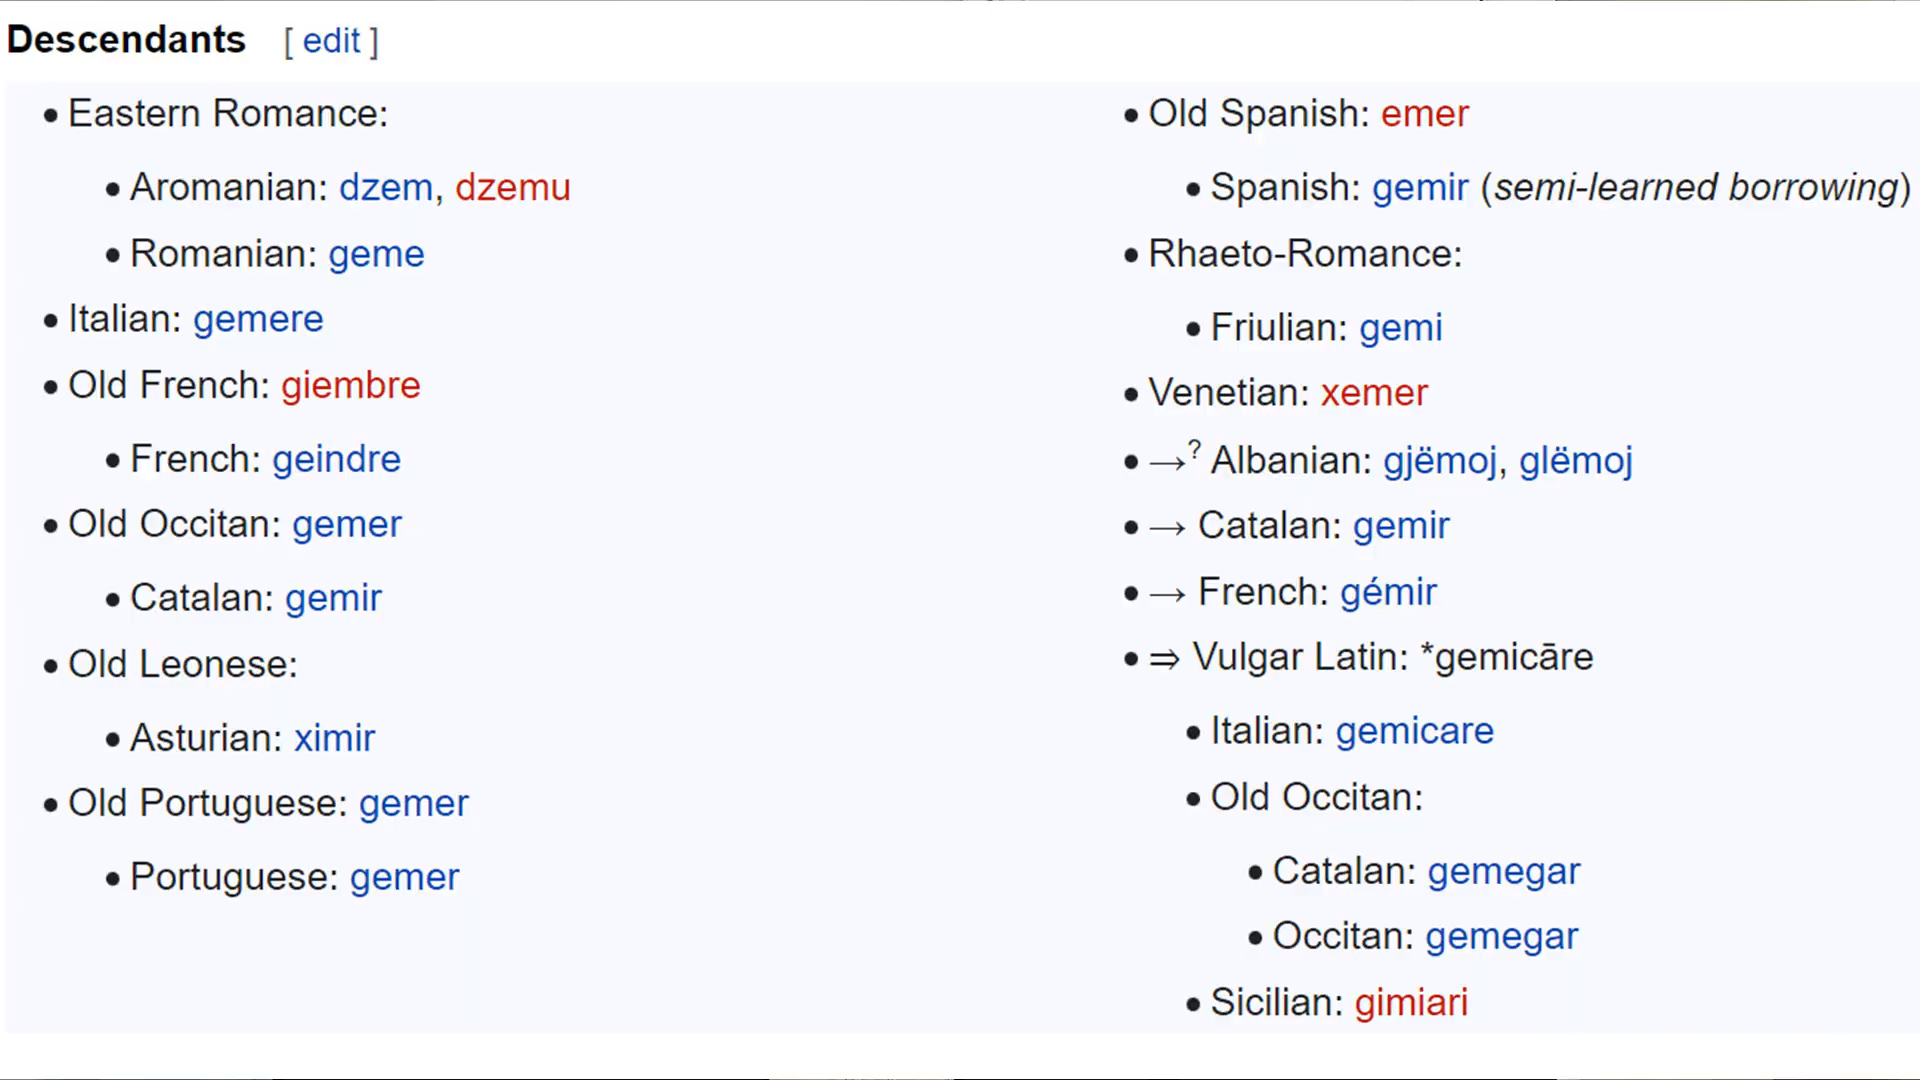 Descendants [ edit ]
• Eastern Romance:
• Aromanian: dzem, dzemu
• Romanian: geme
• Italian: gemere
• Old French: giembre
• French: geindre
• Old Occitan: gemer
• Catalan: gemir
• Old Leonese:
• Asturian: ximir
• Old Portuguese: gemer
• Portuguese: gemer
• Old Spanish: emer
• Spanish: gemir (semi-learned borrowing)
• Rhaeto-Romance:
• Friulian: gemi
• Venetian: xemer
• →? Albanian: gjëmoj, glëmoj
• → Catalan: gemir
• → French: gémir
• ⇒ Vulgar Latin: *gemicāre
• Italian: gemicare
• Old Occitan:
• Catalan: gemegar
• Occitan: gemegar
• Sicilian: gimiari